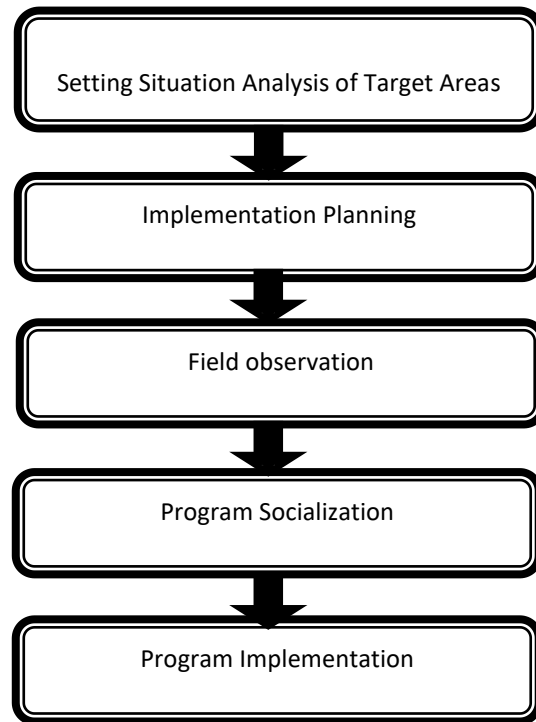 Setting Situation Analysis of Target Areas
Implementation Planning
Field observation
Program Socialization
Program Implementation